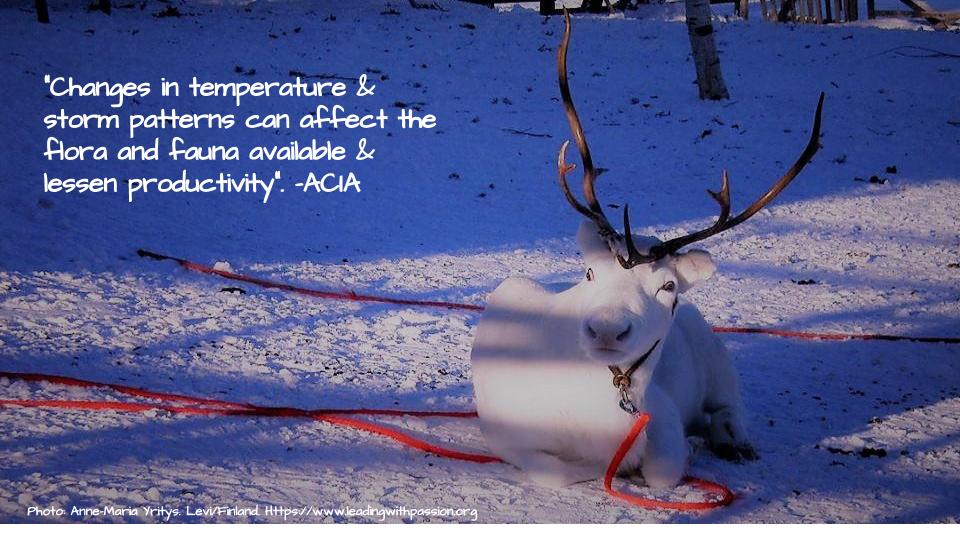 "Changes in temperature &
storm patterns can affect the
flora and fauna available &
lessen productivity". -ACIA
Photo: Anne-Maria Yritys. Levi/Finland. Https://www.leadingwithpassion.org